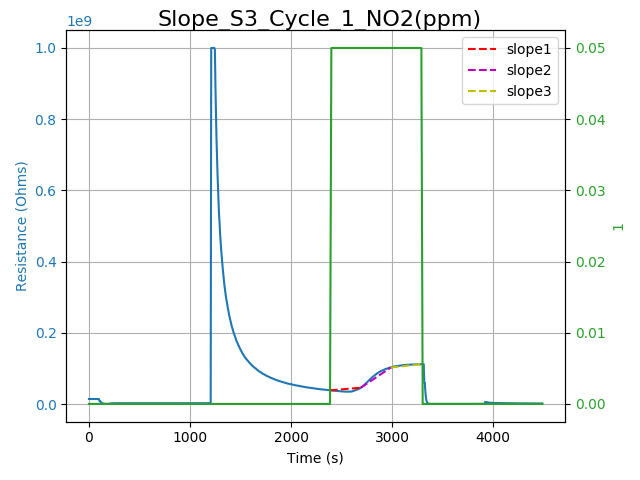 Slope_S3_Cycle_1_NO2(ppm)
1e9
slope1
slope2
slope3
1.0
0.8
0.6
0.4
0.2
0.0
Resistance (Ohms)
0.05
0.04
0.03
0.02
0.01
0.00
1
0 1000 2000 3000 4000
Time (s)